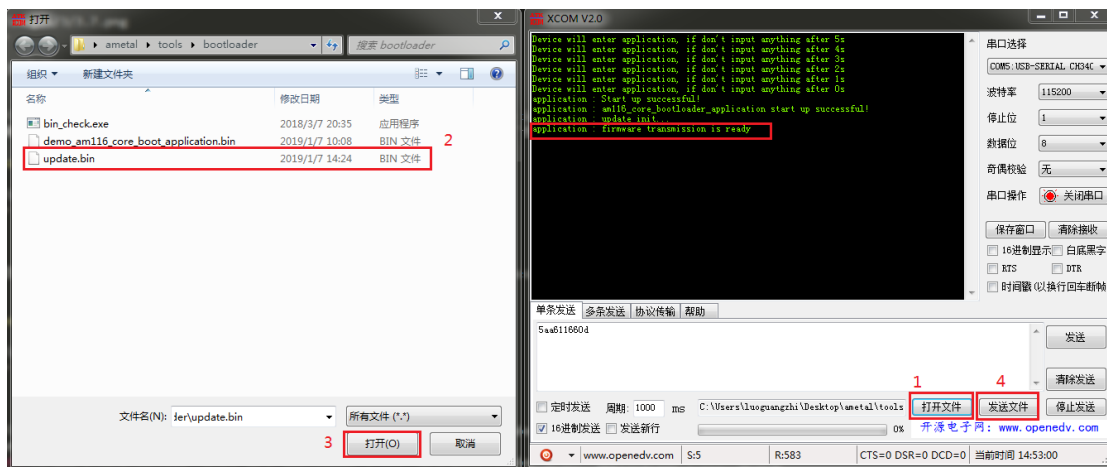 打开
ametal ▸ tools ▸ bootloader
搜索 bootloader
组织
新建文件夹
名称
修改日期
类型
bin_check.exe
2018/3/7 20:35
应用程序
demo_am116_core_boot_application.bin
2019/1/7 10:08
BIN 文件
2
update.bin
2019/1/7 14:24
BIN 文件
文件名(N):
der\update.bin
所有文件 (*.*)
3
打开(O)
取消
XCOM V2.0
Device will enter application, if don't input anything after 5s
Device will enter application, if don't input anything after 4s
Device will enter application, if don't input anything after 3s
Device will enter application, if don't input anything after 2s
Device will enter application, if don't input anything after 1s
Device will enter application, if don't input anything after 0s
application : Start up successful!
application : am116_core_bootloader_application start up successful!
application : update init...
application : firmware transmission is ready
串口选择
COM5:USB-SERIAL CH34C
波特率
115200
停止位
1
数据位
8
奇偶校验
无
串口操作
关闭串口
保存窗口
清除接收
16进制显示
白底黑字
RTS
DTR
时间戳(以换行回车断帧
单条发送
多条发送
协议传输
帮助
5aa611660d
发送
清除发送
1
4
定时发送
周期:
1000
ms
C:\Users\luoguangzhi\Desktop\ametal\tools
打开文件
发送文件
停止发送
16进制发送
发送新行
0%
开源电子网: www.openedv.com
www.openedv.com
S:5
R:583
CTS=0 DSR=0 DCD=0
当前时间 14:53:00